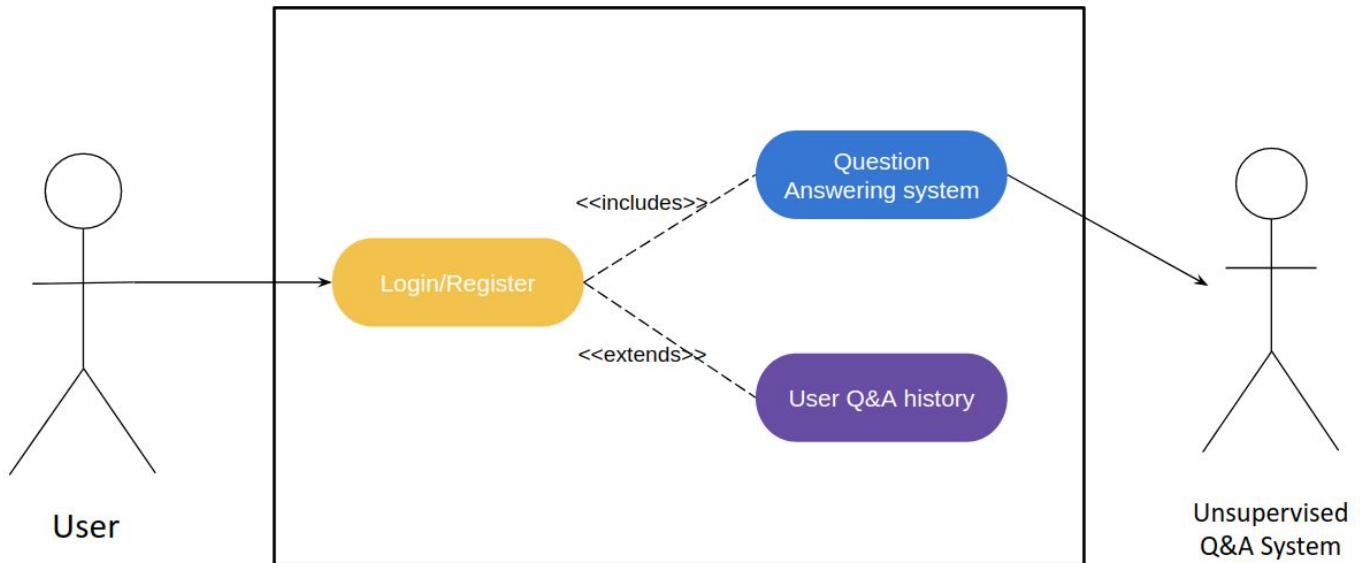 Question
Answering system
<<includes>>
Login/Register
<<extends>>
User Q&A history
User
Unsupervised
Q&A System